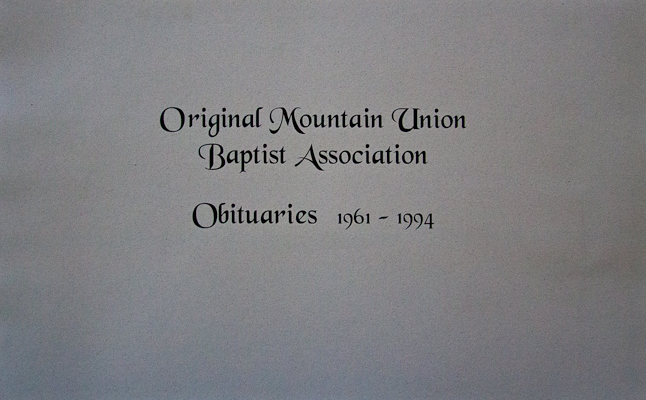 Original Mountain Union
Baptist Association
Obituaries 1961 - 1994